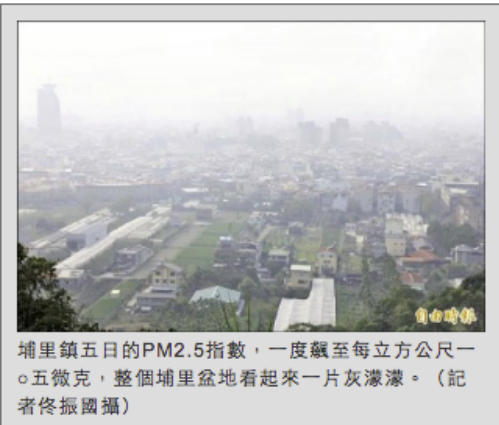 自由時報
埔里鎮五日的PM2.5指數，一度飆至每立方公尺一
○五微克，整個埔里盆地看起來一片灰濛濛。（記
者佟振國攝）